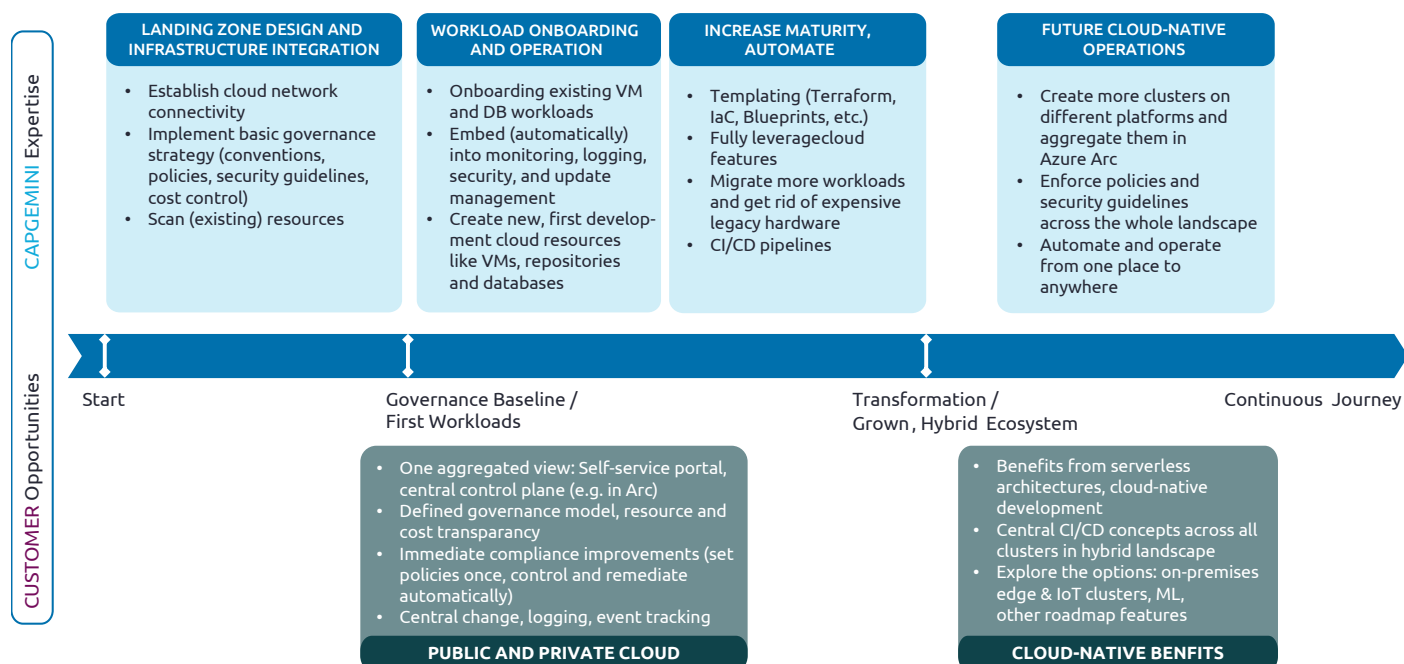 CAPGEMINI Expertise
LANDING ZONE DESIGN AND
INFRASTRUCTURE INTEGRATION
• Establish cloud network
connectivity
• Implement basic governance
strategy (conventions,
policies, security guidelines,
cost control)
• Scan (existing) resources
WORKLOAD ONBOARDING
AND OPERATION
• Onboarding existing VM
and DB workloads
• Embed (automatically)
into monitoring, logging,
security, and update
management
• Create new, first develop-
ment cloud resources
like VMs, repositories
and databases
INCREASE MATURITY,
AUTOMATE
• Templating (Terraform,
IaC, Blueprints, etc.)
• Fully leveragecloud
features
• Migrate more workloads
and get rid of expensive
legacy hardware
• CI/CD pipelines
FUTURE CLOUD-NATIVE
OPERATIONS
• Create more clusters on
different platforms and
aggregate them in
Azure Arc
• Enforce policies and
security guidelines
across the whole landscape
• Automate and operate
from one place to
anywhere
CUSTOMER Opportunities
Start
Governance Baseline /
First Workloads
Transformation /
Grown, Hybrid Ecosystem
Continuous Journey
• One aggregated view: Self-service portal,
central control plane (e.g. in Arc)
• Defined governance model, resource and
cost transparancy
• Immediate compliance improvements (set
policies once, control and remediate
automatically)
• Central change, logging, event tracking
PUBLIC AND PRIVATE CLOUD
• Benefits from serverless
architectures, cloud-native
development
• Central CI/CD concepts across all
clusters in hybrid landscape
• Explore the options: on-premises
edge & IoT clusters, ML,
other roadmap features
CLOUD-NATIVE BENFITS